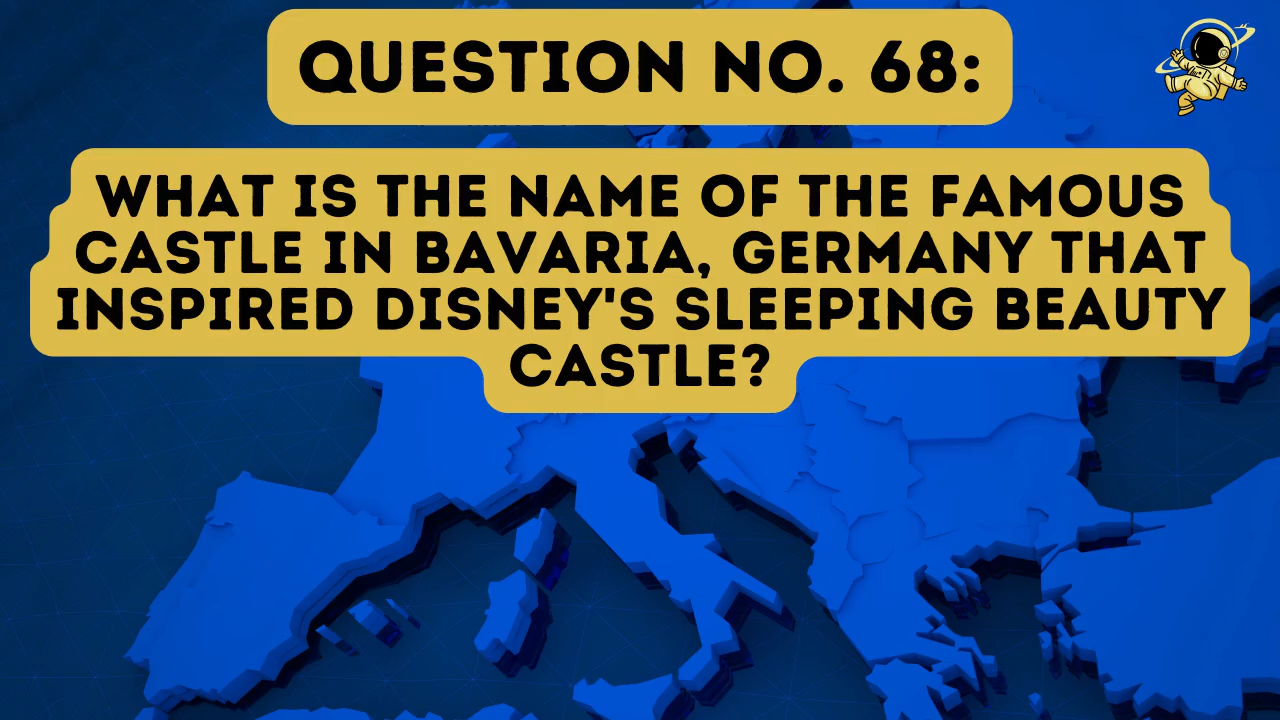 QUESTION NO. 68:
WHAT IS THE NAME OF THE FAMOUS
CASTLE IN BAVARIA, GERMANY THAT
INSPIRED DISNEY'S SLEEPING BEAUTY
CASTLE?